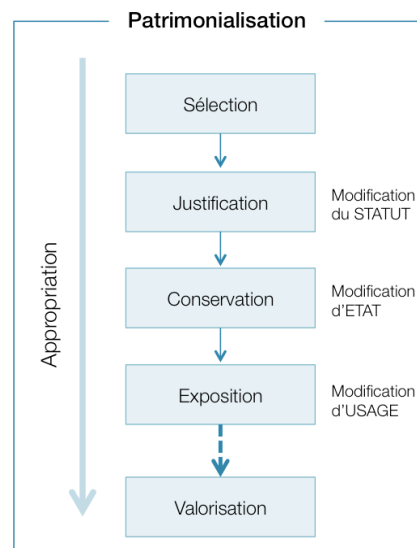 Patrimonialisation
Appropriation
Sélection
Justification
Modification
du STATUT
Conservation
Modification
d'ETAT
Exposition
Modification
d'USAGE
Valorisation